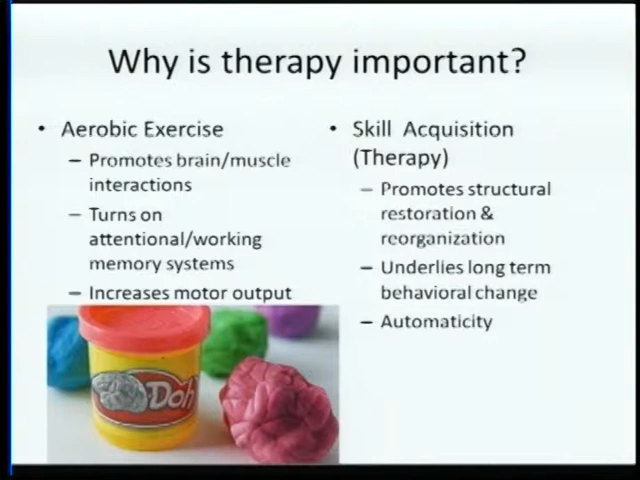 Why is therapy important?
• Aerobic Exercise
– Promotes brain/muscle
interactions
– Turns on
attentional/working
memory systems
– Increases motor output
• Skill Acquisition
(Therapy)
– Promotes structural
restoration &
reorganization
– Underlies long term
behavioral change
– Automaticity
Doh